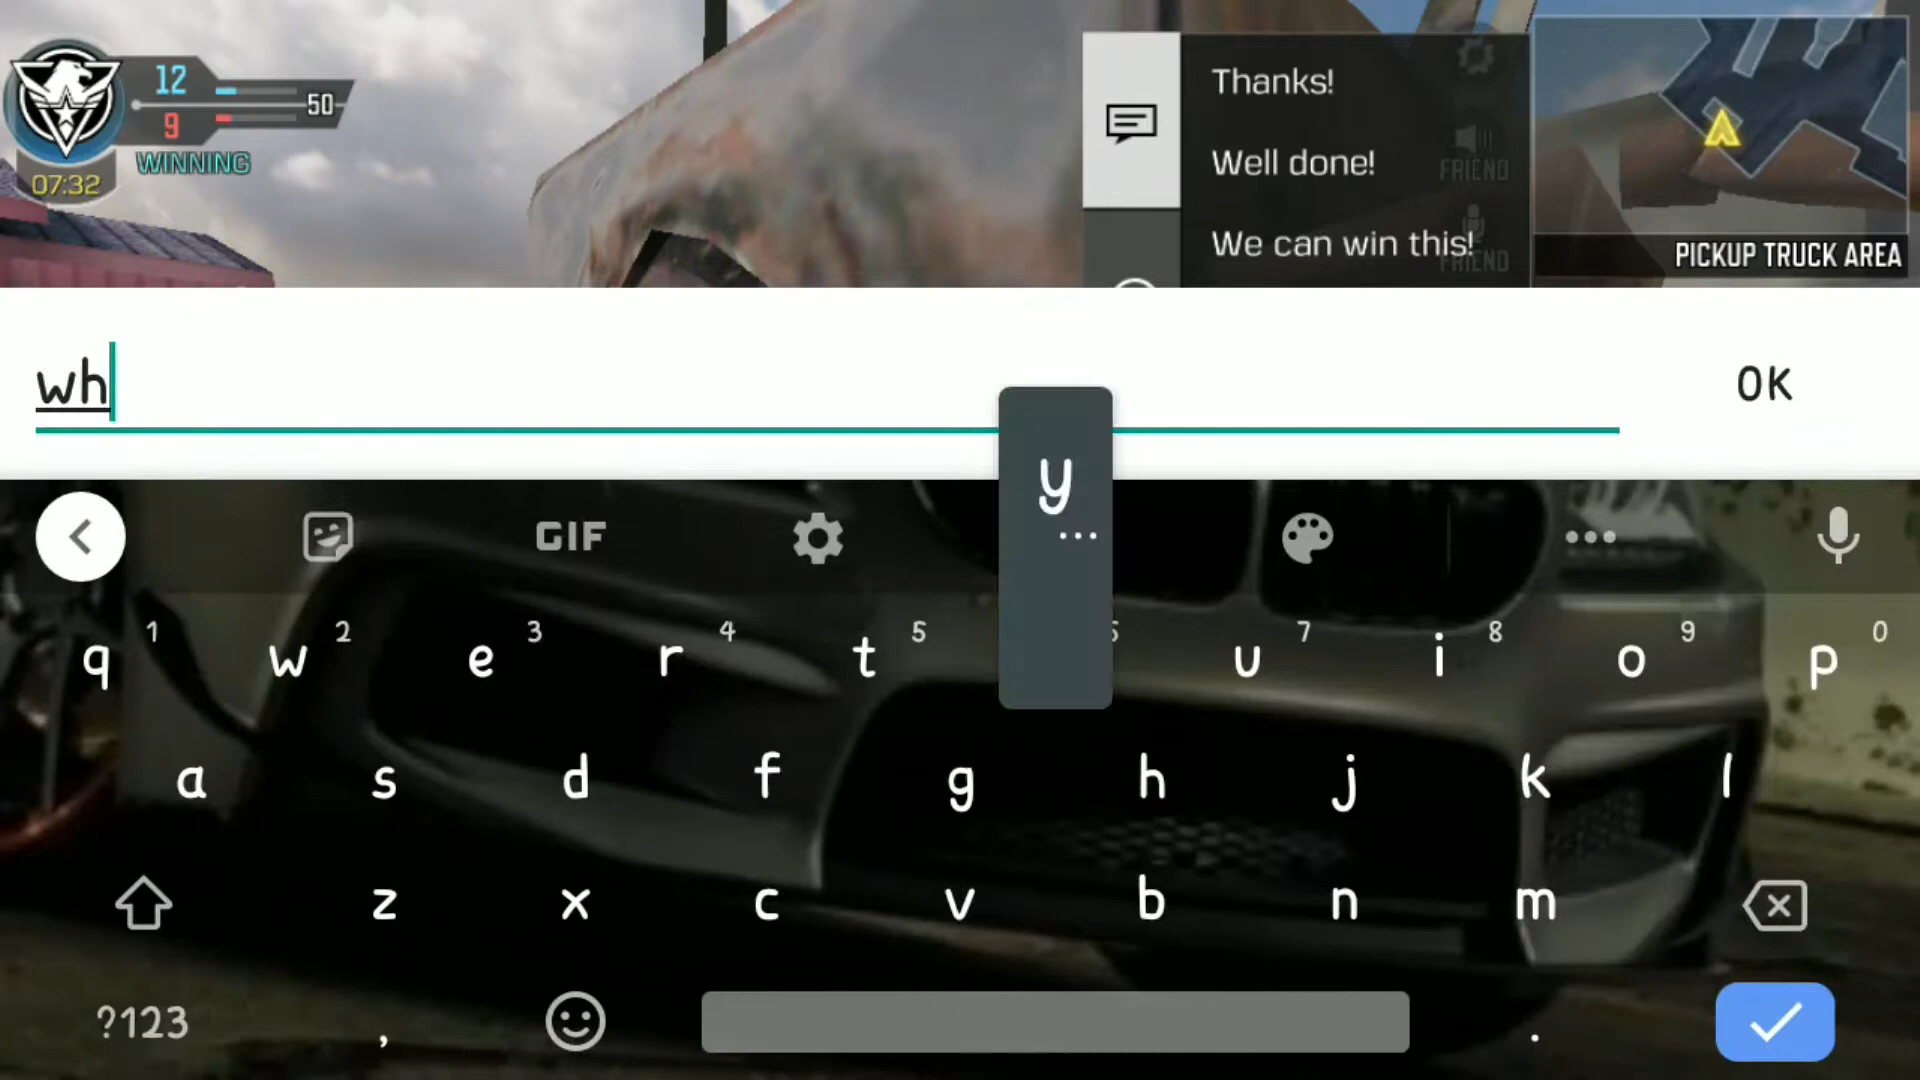 12
9
50
WINNING
07:32
Thanks!
Well done!
We can win this!
FRIEND
FRIEND
PICKUP TRUCK AREA
wh
OK
y
...
GIF
q 1 w 2 e 3 r 4 t 5 6 u 7 i 8 o 9 p 0
a s d f g h j k l
z x c v b n m
?123 , .